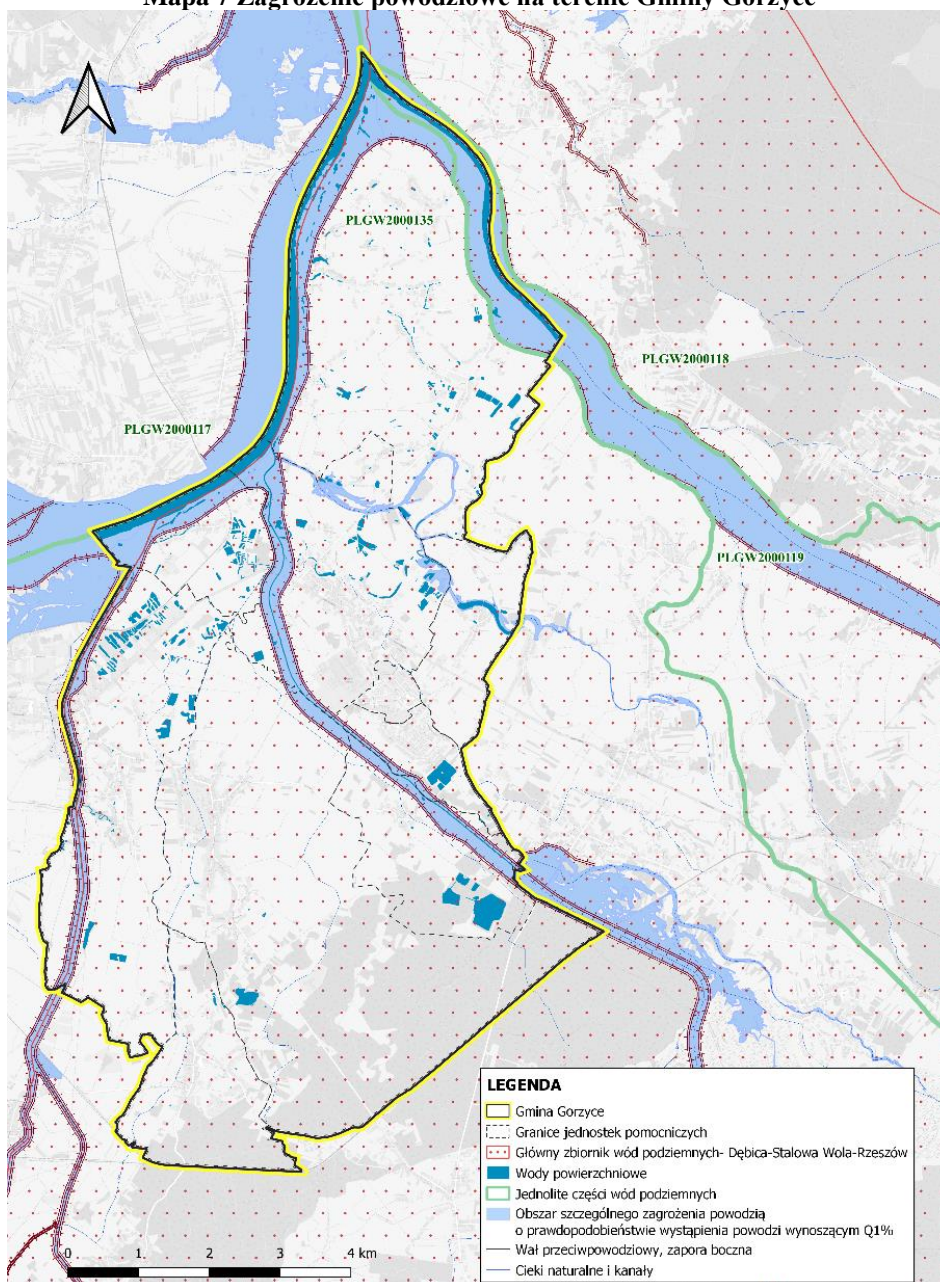 Mapa 7 Zagrożenie powodziowe na terenie Gminy Gorzyce
PLGW2000135
PLGW2000118
PLGW2000117
PLGW2000119
LEGENDA
Gmina Gorzyce
Granice jednostek pomocniczych
Główny zbiornik wód podziemnych- Dębica-Stalowa Wola-Rzeszów
Wody powierzchniowe
Jednolite części wód podziemnych
Obszar szczególnego zagrożenia powodzią
o prawdopodobieństwie wystąpienia powodzi wynoszącym Q1%
Wał przeciwpowodziowy, zapora boczna
Cieki naturalne i kanały
0 1 2 3 4 km